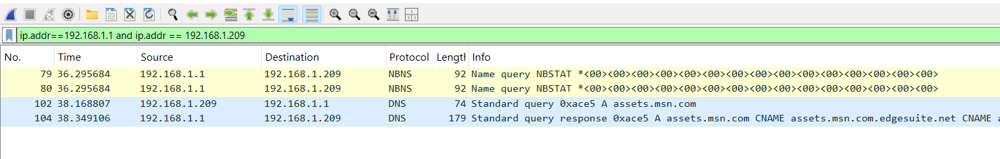 ip.addr==192.168.1.1 and ip.addr == 192.168.1.209
No. Time Source Destination Protocol Length Info
79 36.295684 192.168.1.1 192.168.1.209 NBNS 92 Name query NBSTAT *<00><00><00><00><00><00><00><00><00><00><00><00><00><00><00>
80 36.295684 192.168.1.1 192.168.1.209 NBNS 92 Name query NBSTAT *<00><00><00><00><00><00><00><00><00><00><00><00><00><00><00>
102 38.168807 192.168.1.209 192.168.1.1 DNS 74 Standard query 0xace5 A assets.msn.com
104 38.349106 192.168.1.1 192.168.1.209 DNS 179 Standard query response 0xace5 A assets.msn.com CNAME assets.msn.com.edgesuite.net CNAME a